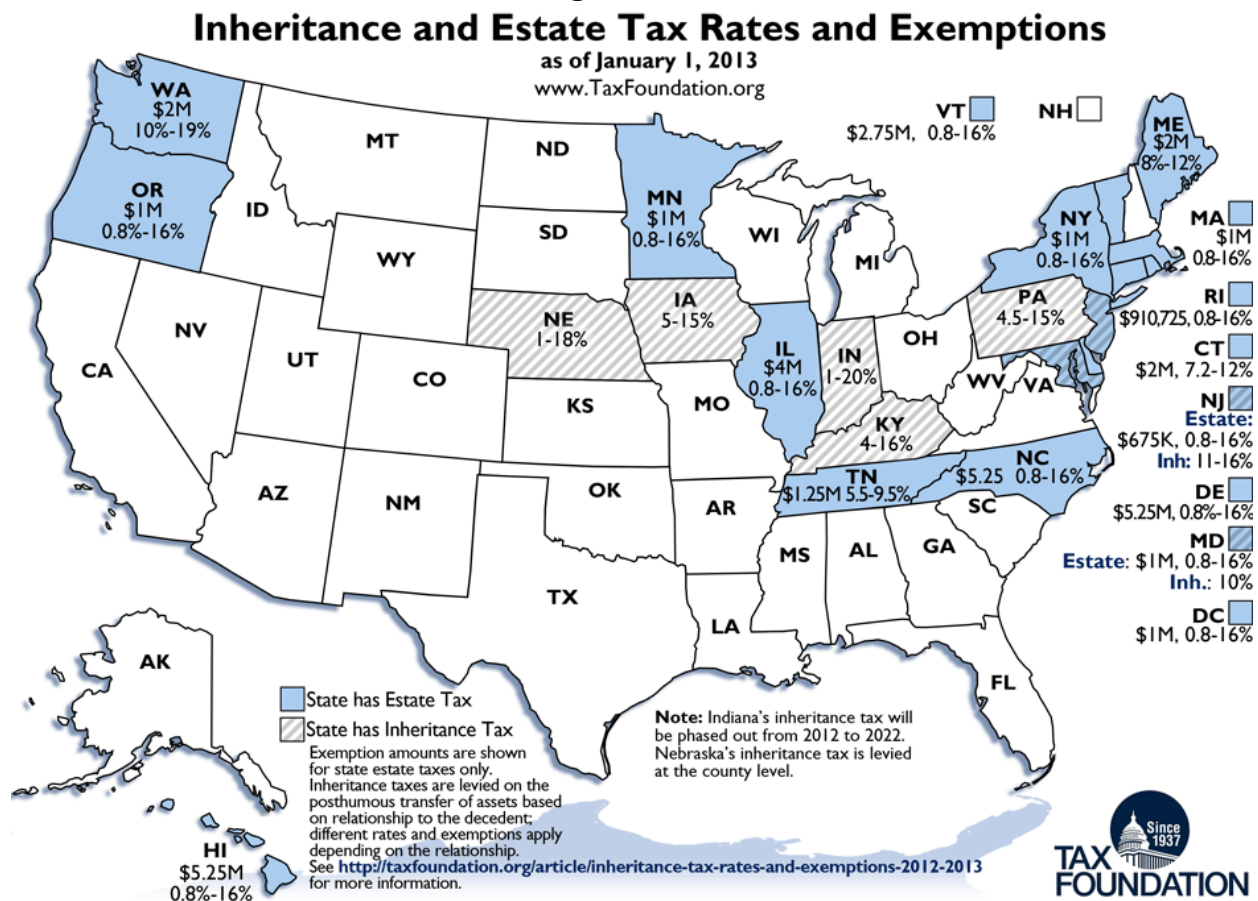 Inheritance and Estate Tax Rates and Exemptions
as of January 1, 2013
www.TaxFoundation.org
WA
$2M
10%-19%
OR
$1M
0.8%-16%
CA
NV
ID
MT
WY
UT
AZ
CO
NM
ND
SD
NE
1-18%
KS
OK
TX
MN
$1M
0.8-16%
IA
5-15%
MO
AR
LA
WI
IL
$4M
0.8-16%
MI
IN
1-20%
OH
KY
4-16%
TN
$1.25M 5.5-9.5%
MS
AL
GA
FL
SC
NC
$5.25 0.8-16%
WV
VA
PA
4.5-15%
NY
$1M
0.8-16%
VT
$2.75M, 0.8-16%
NH
ME
$2M
8%-12%
MA
$1M
0.8-16%
RI
$910,725, 0.8-16%
CT
$2M, 7.2-12%
NJ
Estate:
$675K, 0.8-16%
Inh: 11-16%
DE
$5.25M, 0.8%-16%
MD
Estate: $1M, 0.8-16%
Inh.: 10%
DC
$1M, 0.8-16%
AK
HI
$5.25M
0.8%-16%
State has Estate Tax
State has Inheritance Tax
Exemption amounts are shown
for state estate taxes only.
Inheritance taxes are levied on the
posthumous transfer of assets based
on relationship to the decedent;
different rates and exemptions apply
depending on the relationship.
See http://taxfoundation.org/article/inheritance-tax-rates-and-exemptions-2012-2013
for more information.
Note: Indiana's inheritance tax will
be phased out from 2012 to 2022.
Nebraska's inheritance tax is levied
at the county level.
Since
1937
TAX
FOUNDATION